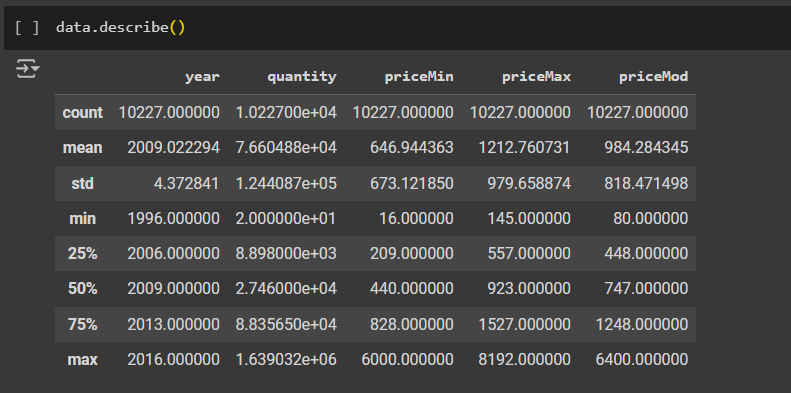 [ ] data.describe()
year quantity priceMin priceMax priceMod
count 10227.000000 1.022700e+04 10227.000000 10227.000000 10227.000000
mean 2009.022294 7.660488e+04 646.944363 1212.760731 984.284345
std 4.372841 1.244087e+05 673.121850 979.658874 818.471498
min 1996.000000 2.000000e+01 16.000000 145.000000 80.000000
25% 2006.000000 8.898000e+03 209.000000 557.000000 448.000000
50% 2009.000000 2.746000e+04 440.000000 923.000000 747.000000
75% 2013.000000 8.835650e+04 828.000000 1527.000000 1248.000000
max 2016.000000 1.639032e+06 6000.000000 8192.000000 6400.000000